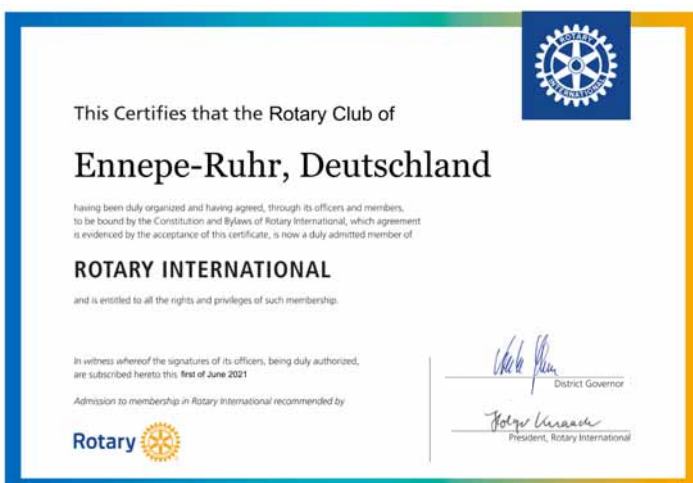 ROTARY
INTERNATIONAL
This Certifies that the Rotary Club of
Ennepe-Ruhr, Deutschland
having been duly organized and having agreed, through its officers and members,
to be bound by the Constitution and Bylaws of Rotary International, which agreement
is evidenced by the acceptance of this certificate, is now a duly admitted member of
ROTARY INTERNATIONAL
and is entitled to all the rights and privileges of such membership.
In witness whereof the signatures of its officers, being duly authorized,
are subscribed hereto this first of June 2021
District Governor
Admission to membership in Rotary International recommended by
Holger Knaack
President, Rotary International
Rotary